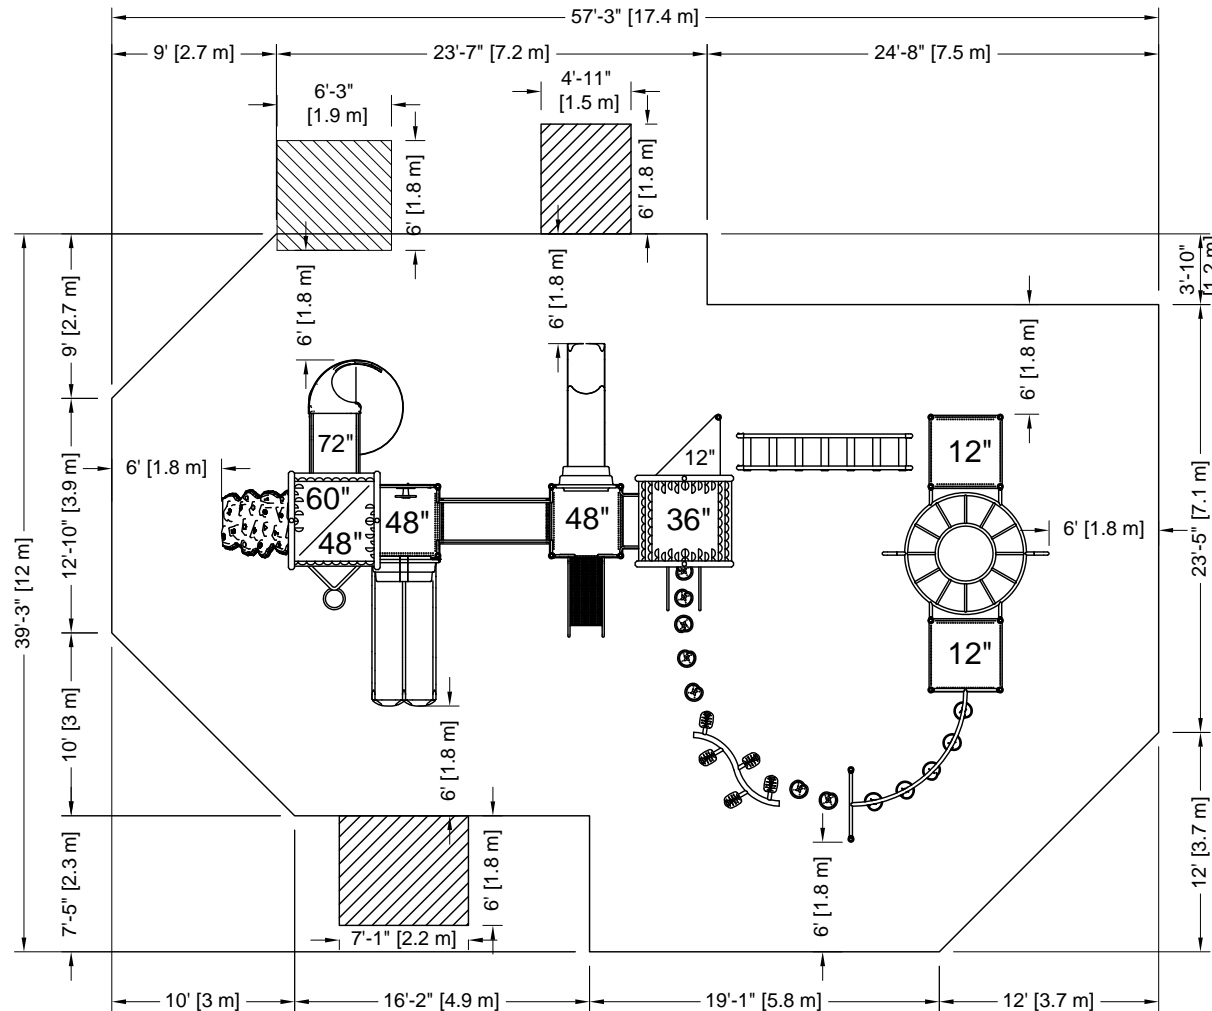 57'-3" [17.4 m]
9' [2.7 m]
23'-7" [7.2 m]
24'-8" [7.5 m]
6'-3"
[1.9 m]
4'-11"
[1.5 m]
6' [1.8 m]
6' [1.8 m]
3'-10"
[1.2 m]
9' [2.7 m]
6' [1.8 m]
6' [1.8 m]
6' [1.8 m]
72"
12"
12"
6' [1.8 m]
60"
48"
48"
48"
36"
6' [1.8 m]
12'-10" [3.9 m]
23'-5" [7.1 m]
39'-3" [12 m]
12"
10' [3 m]
6' [1.8 m]
6' [1.8 m]
6' [1.8 m]
12' [3.7 m]
7'-5" [2.3 m]
7'-1" [2.2 m]
10' [3 m]
16'-2" [4.9 m]
19'-1" [5.8 m]
12' [3.7 m]